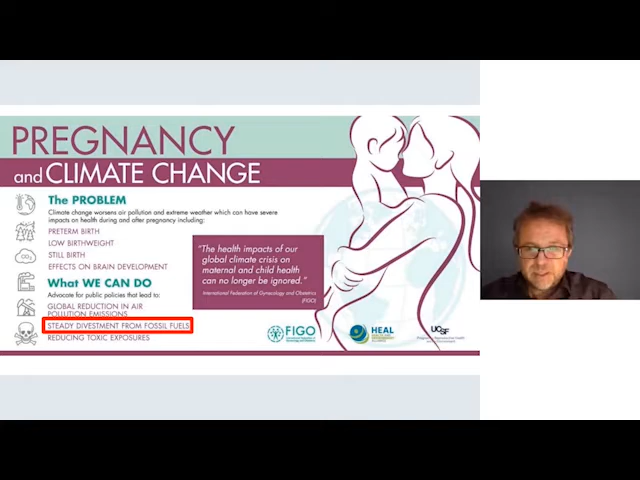 PREGNANCY
and CLIMATE CHANGE
The PROBLEM
Climate change worsens air pollution and extreme weather which can have severe
impacts on health during and after pregnancy including:
PRETERM BIRTH
LOW BIRTHWEIGHT
STILL BIRTH
EFFECTS ON BRAIN DEVELOPMENT
What WE CAN DO
Advocate for public policies that lead to:
GLOBAL REDUCTION IN AIR
POLLUTION EMISSIONS
STEADY DIVESTMENT FROM FOSSIL FUELS
REDUCING TOXIC EXPOSURES
"The health impacts of our
global climate crisis on
maternal and child health
can no longer be ignored."
International Federation of Gynecology and Obstetrics
(FIGO)
CO₂
FIGO
HEAL
UCSF